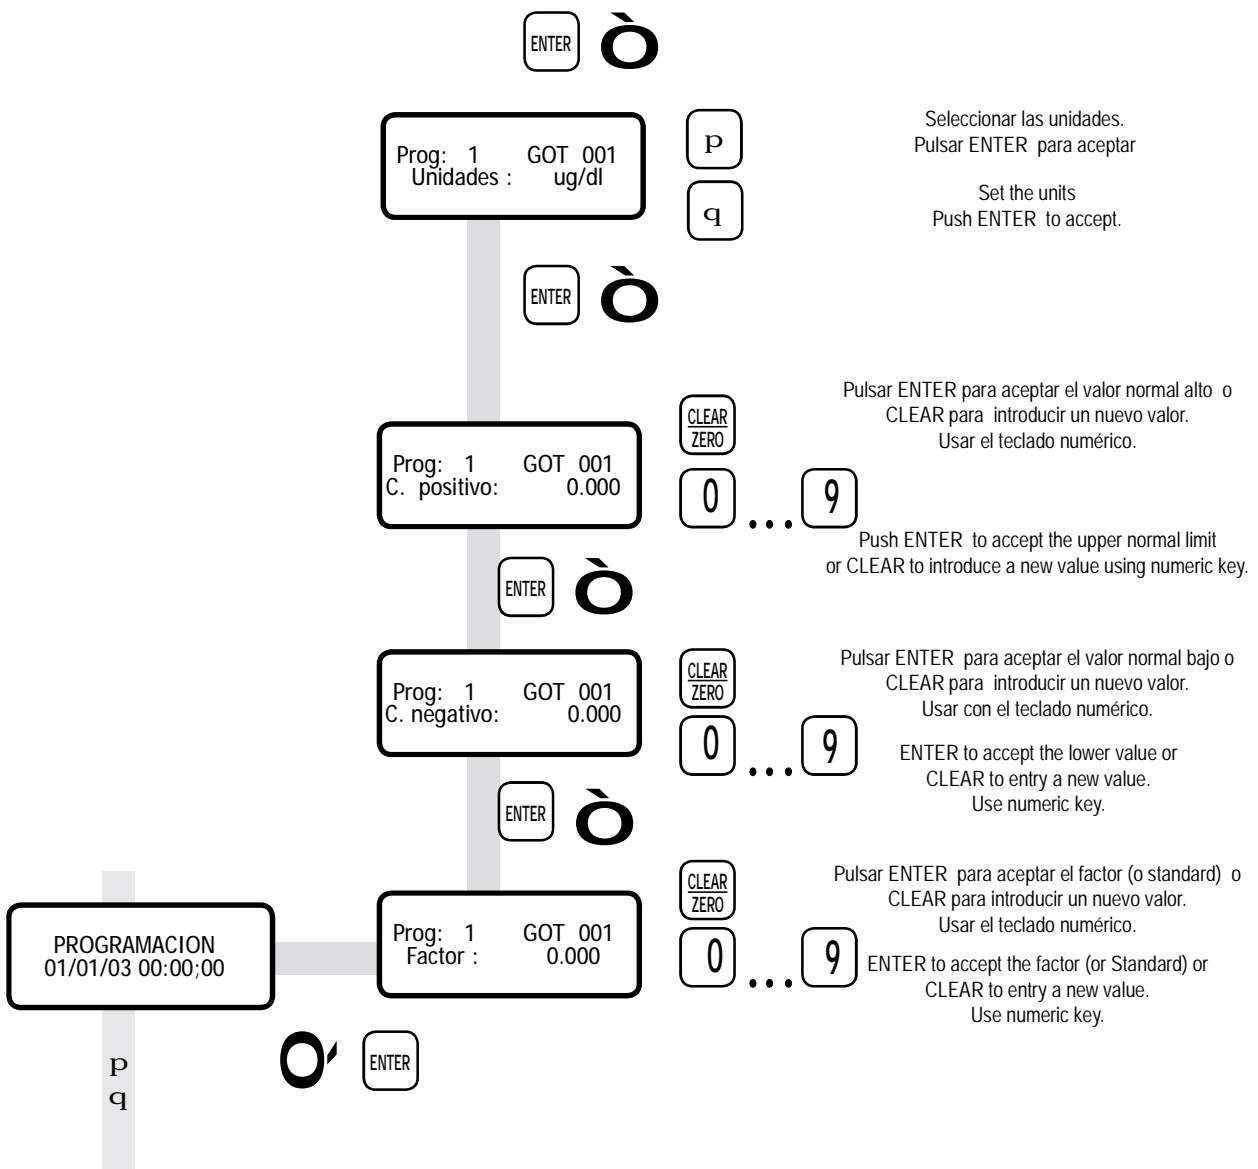 ENTER Ò
Prog: 1 GOT 001
Unidades : ug/dl
p
q
Seleccionar las unidades.
Pulsar ENTER para aceptar
Set the units
Push ENTER to accept.
ENTER Ò
Prog: 1 GOT 001
C. positivo: 0.000
CLEAR
ZERO
0 ... 9
Pulsar ENTER para aceptar el valor normal alto o
CLEAR para introducir un nuevo valor.
Usar el teclado numérico.
Push ENTER to accept the upper normal limit
or CLEAR to introduce a new value using numeric key.
ENTER Ò
Prog: 1 GOT 001
C. negativo: 0.000
CLEAR
ZERO
0 ... 9
Pulsar ENTER para aceptar el valor normal bajo o
CLEAR para introducir un nuevo valor.
Usar con el teclado numérico.
ENTER to accept the lower value or
CLEAR to entry a new value.
Use numeric key.
ENTER Ò
PROGRAMACION
01/01/03 00:00;00
Prog: 1 GOT 001
Factor : 0.000
CLEAR
ZERO
0 ... 9
Pulsar ENTER para aceptar el factor (o standard) o
CLEAR para introducir un nuevo valor.
Usar el teclado numérico.
ENTER to accept the factor (or Standard) or
CLEAR to entry a new value.
Use numeric key.
p
q
O′ ENTER